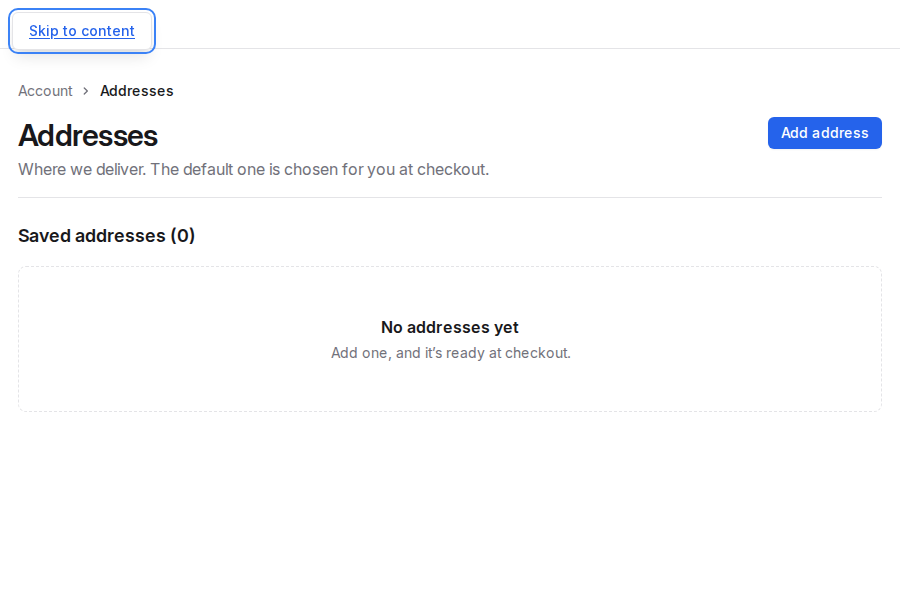 Skip to content
Account > Addresses
Addresses
Add address
Where we deliver. The default one is chosen for you at checkout.
Saved addresses (0)
No addresses yet
Add one, and it's ready at checkout.